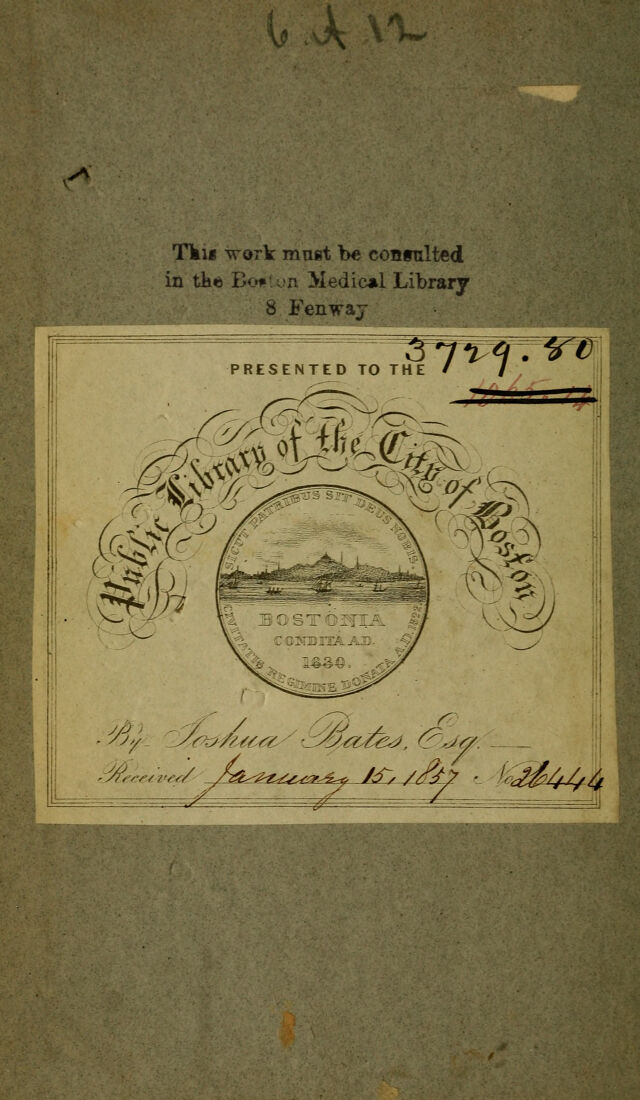 6 A 12
This work must be consulted
in the Boston Medical Library
8 Fenway
3729.80
PRESENTED TO THE
Public Library of the City of Boston
SICUT PATRIBUS SIT DEUS NOBIS.
BOSTONIA
CONDITA A.D.
1630.
CIVITATIS REGIMINE DONATA A.D. 1822.
By Joshua Bates, Esq.
Received January 15, 1857 No. 26444